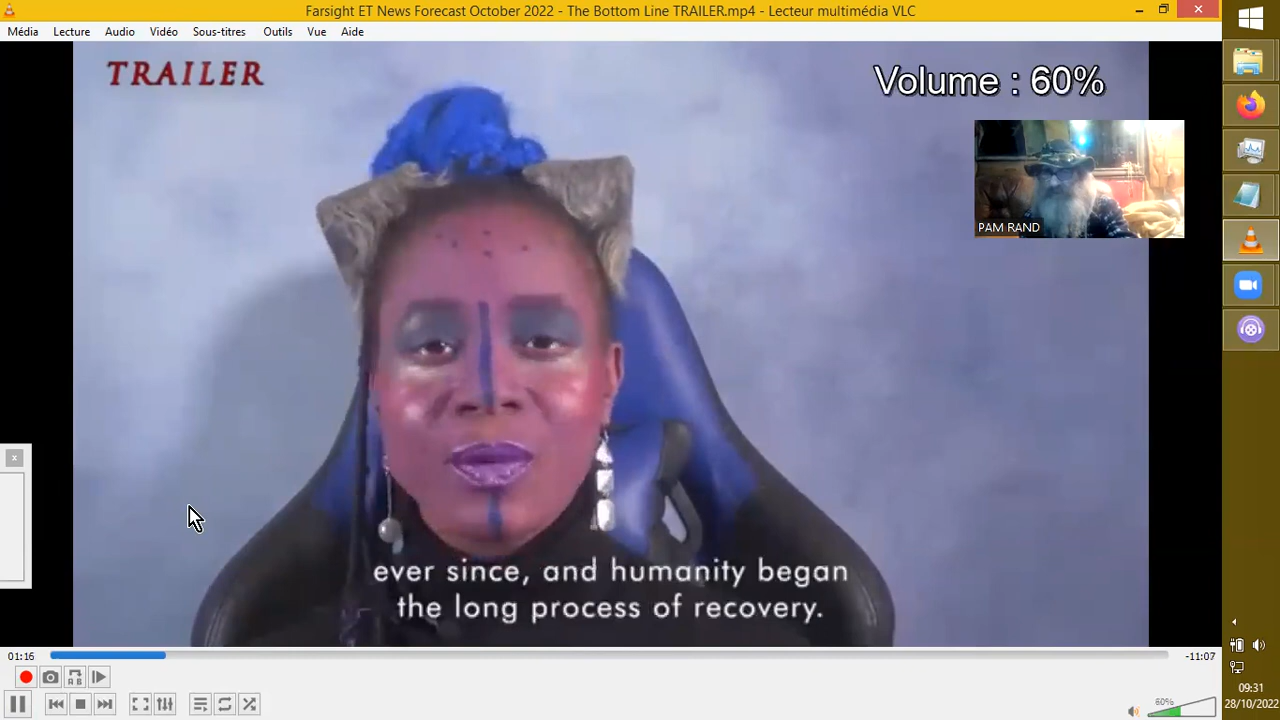 Farsight ET News Forecast October 2022 - The Bottom Line TRAILER.mp4 - Lecteur multimédia VLC
Média Lecture Audio Vidéo Sous-titres Outils Vue Aide
TRAILER
Volume : 60%
PAM RAND
x
ever since, and humanity began
the long process of recovery.
01:16
-11:07
A B
60%
09:31
28/10/2022